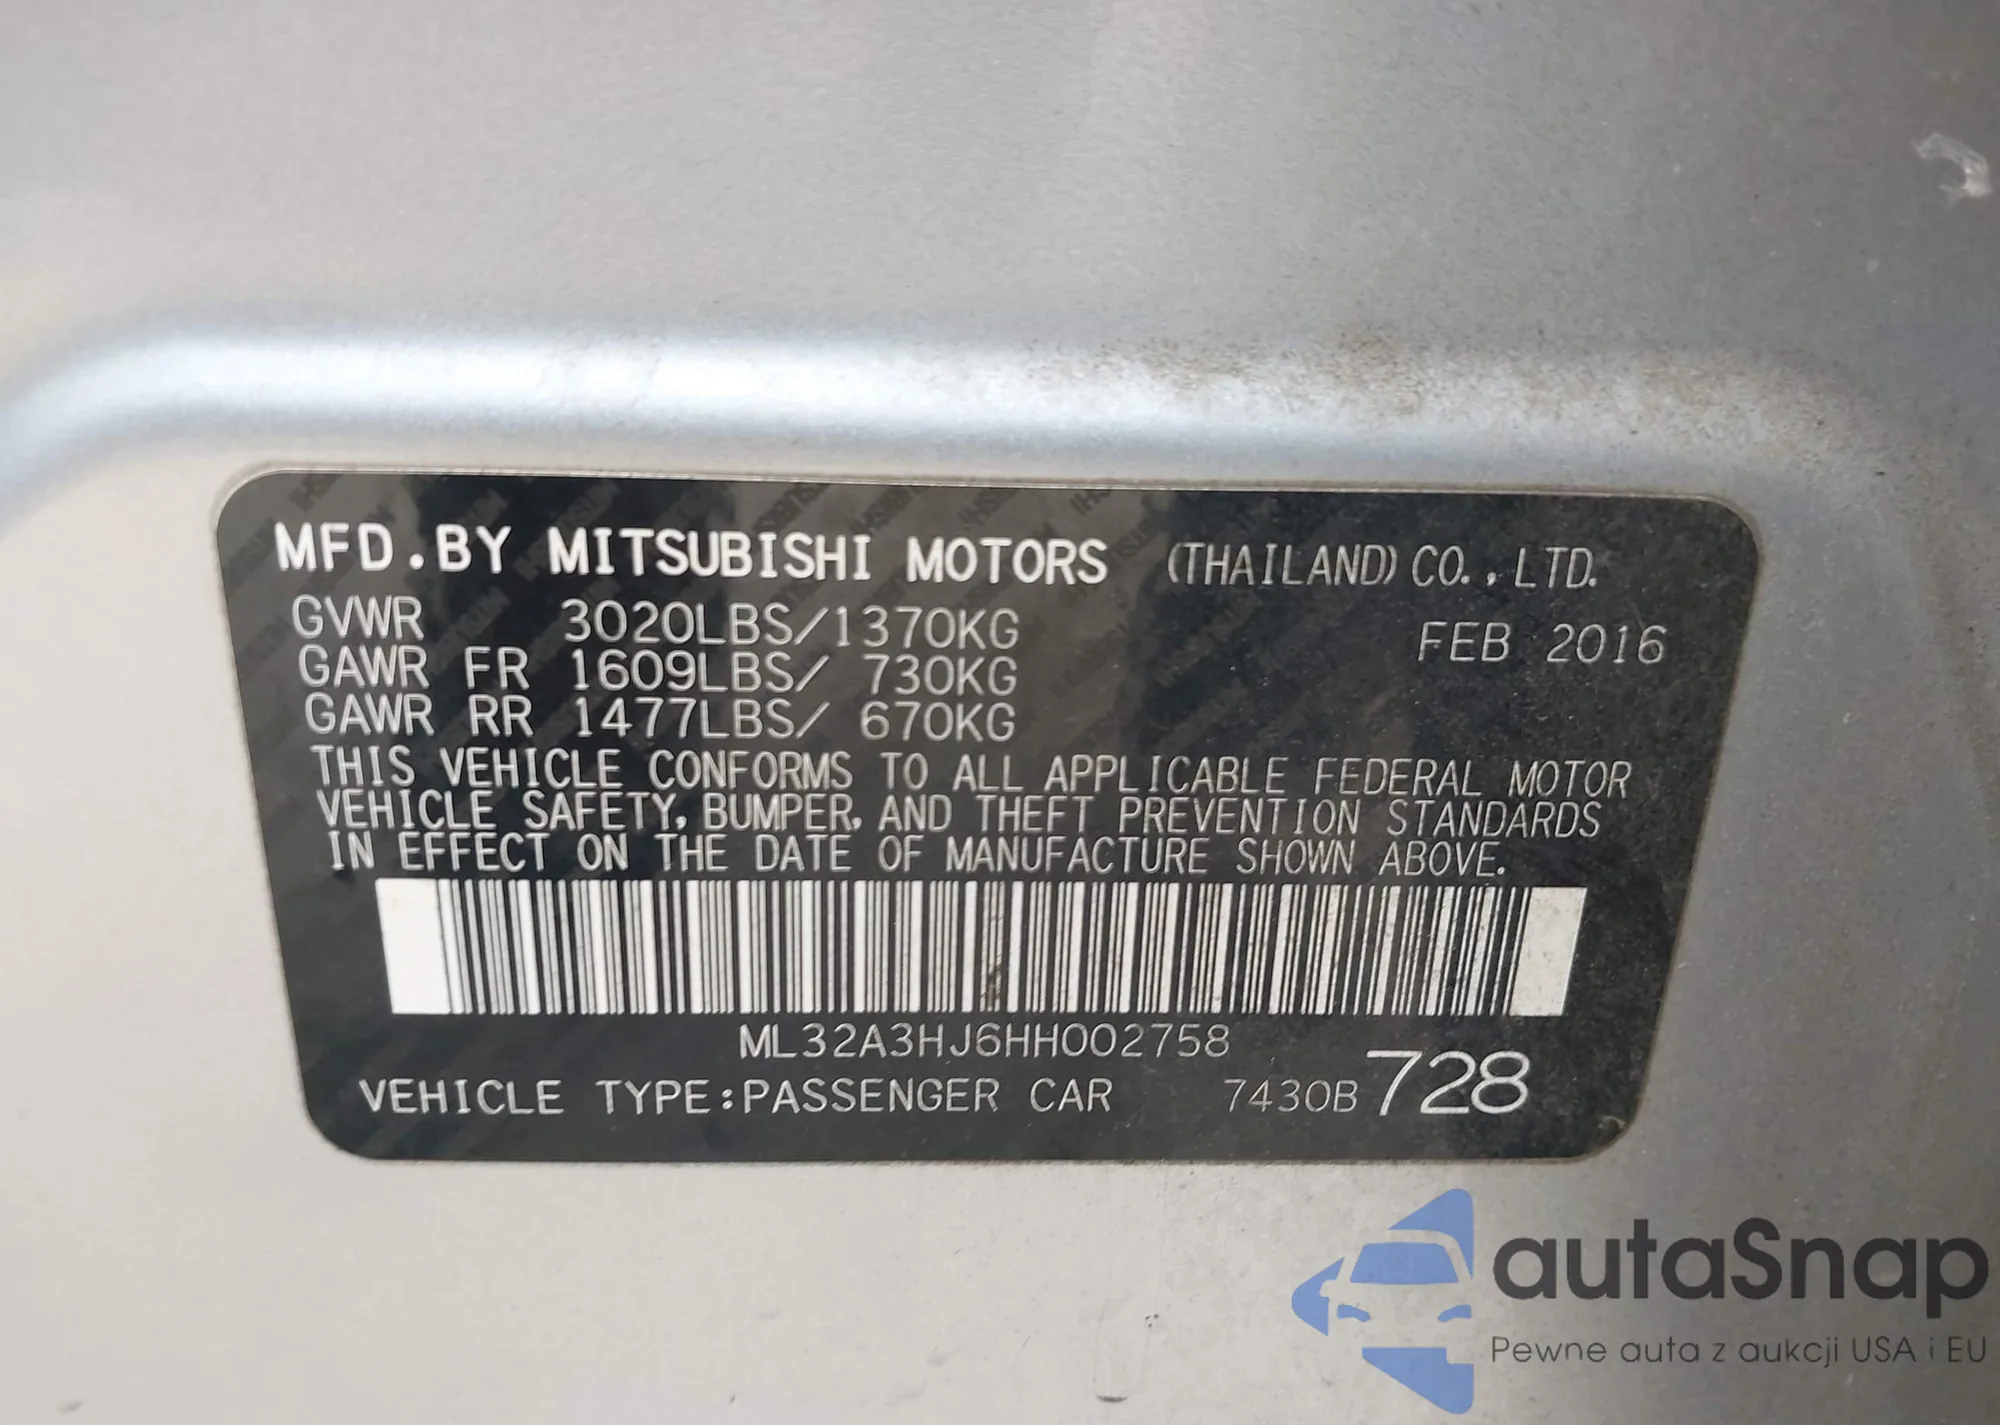 MFD.BY MITSUBISHI MOTORS (THAILAND) CO., LTD.
GVWR 3020LBS/1370KG FEB 2016
GAWR FR 1609LBS/ 730KG
GAWR RR 1477LBS/ 670KG
THIS VEHICLE CONFORMS TO ALL APPLICABLE FEDERAL MOTOR
VEHICLE SAFETY, BUMPER, AND THEFT PREVENTION STANDARDS
IN EFFECT ON THE DATE OF MANUFACTURE SHOWN ABOVE.
ML32A3HJ6HH002758
VEHICLE TYPE:PASSENGER CAR 7430B 728
autaSnap
Pewne auta z aukcji USA i EU